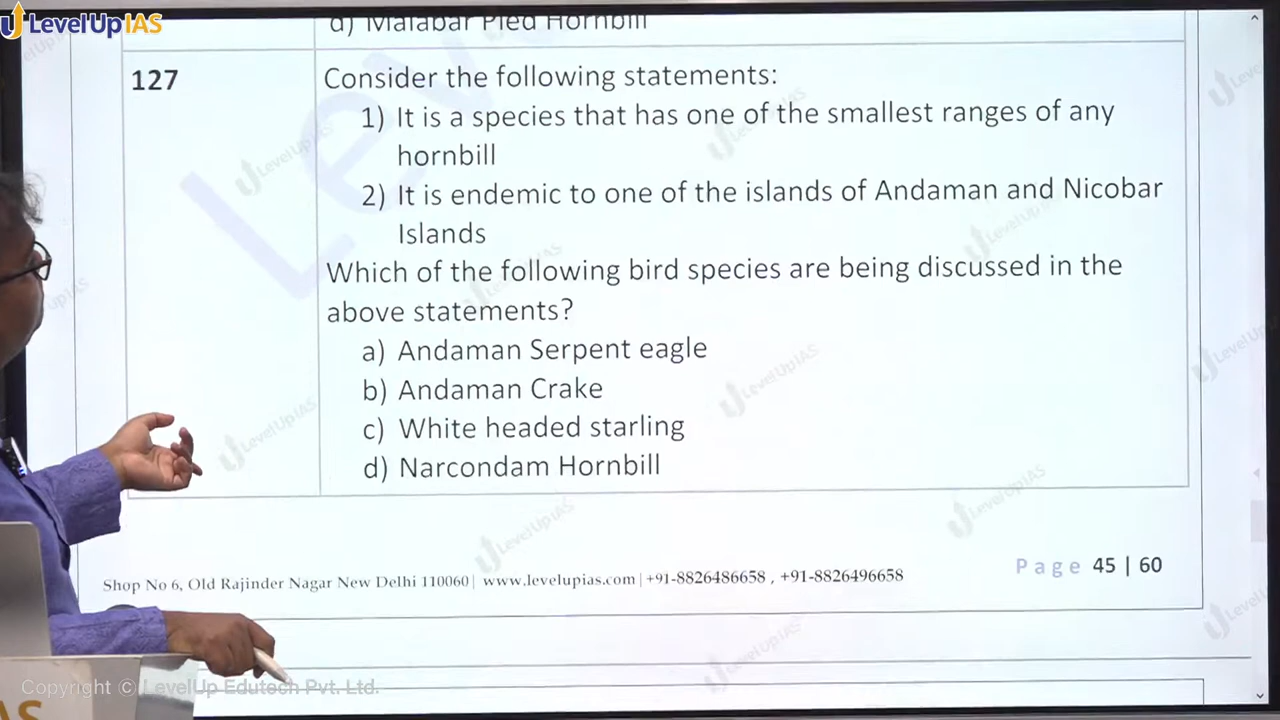 LevelUp IAS
d) Malabar Pied Hornbill
127
Consider the following statements:
1) It is a species that has one of the smallest ranges of any
hornbill
2) It is endemic to one of the islands of Andaman and Nicobar
Islands
Which of the following bird species are being discussed in the
above statements?
a) Andaman Serpent eagle
b) Andaman Crake
c) White headed starling
d) Narcondam Hornbill
Page 45 | 60
Shop No 6, Old Rajinder Nagar New Delhi 110060| www.levelupias.com | +91-8826486658 , +91-8826496658
Copyright © LevelUp Edutech Pvt. Ltd.
AS